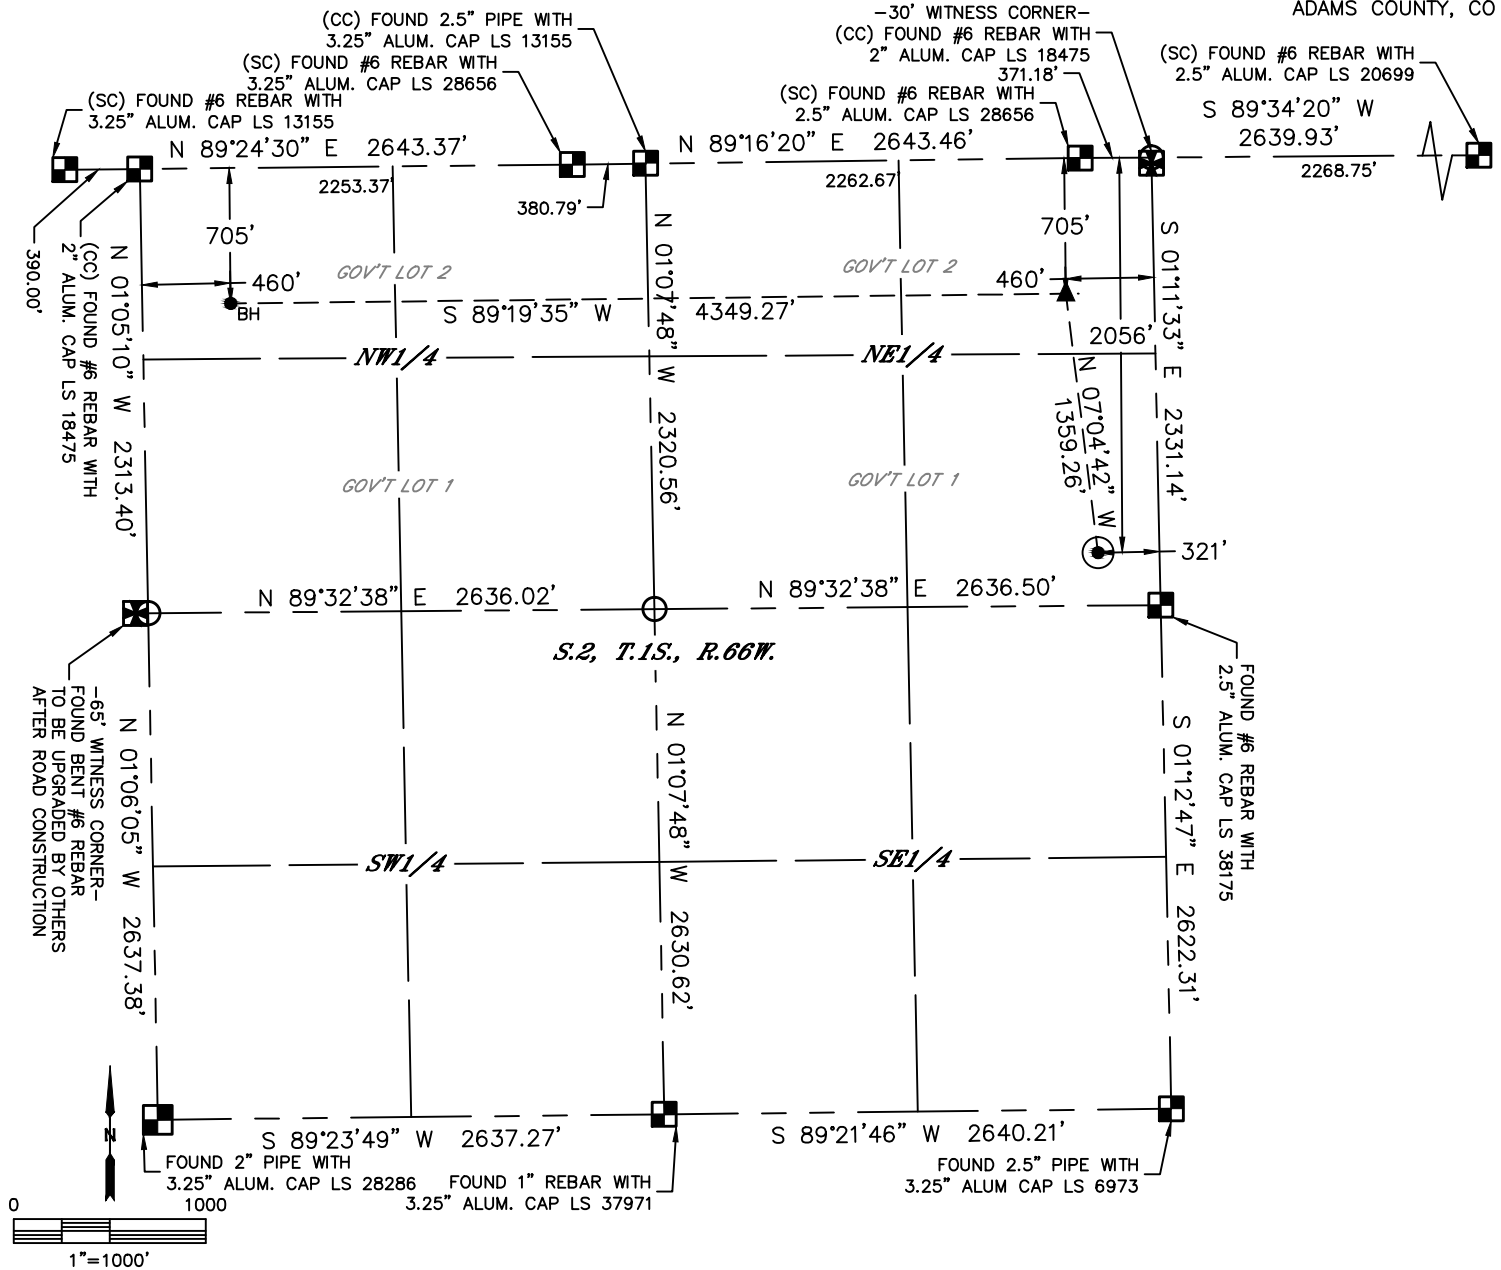 ADAMS COUNTY, CO
(CC) FOUND 2.5" PIPE WITH
3.25" ALUM. CAP LS 13155
-30' WITNESS CORNER-
(CC) FOUND #6 REBAR WITH
2" ALUM. CAP LS 18475
(SC) FOUND #6 REBAR WITH
2.5" ALUM. CAP LS 20699
(SC) FOUND #6 REBAR WITH
3.25" ALUM. CAP LS 28656
371.18'
(SC) FOUND #6 REBAR WITH
3.25" ALUM. CAP LS 13155
(SC) FOUND #6 REBAR WITH
2.5" ALUM. CAP LS 28656
S 89°34'20" W
2639.93'
N 89°24'30" E 2643.37'
N 89°16'20" E 2643.46'
2253.37'
2262.67'
2268.75'
380.79'
705'
705'
390.00'
460'
460'
GOV'T LOT 2
GOV'T LOT 2
BH
S 89°19'35" W 4349.27'
2056'
NW1/4
NE1/4
(CC) FOUND #6 REBAR WITH
2" ALUM. CAP LS 18475
N 01°05'10" W 2313.40'
N 01°07'48" W 2320.56'
N 07°04'42" W
1359.26'
S 01°11'33" E 2331.14'
GOV'T LOT 1
GOV'T LOT 1
321'
N 89°32'38" E 2636.02'
N 89°32'38" E 2636.50'
S.2, T.1S., R.66W.
-65' WITNESS CORNER-
FOUND BENT #6 REBAR
TO BE UPGRADED BY OTHERS
AFTER ROAD CONSTRUCTION
FOUND #6 REBAR WITH
2.5" ALUM. CAP LS 38175
N 01°06'05" W 2637.38'
N 01°07'48" W 2630.62'
S 01°12'47" E 2622.31'
SW1/4
SE1/4
N
S 89°23'49" W 2637.27'
S 89°21'46" W 2640.21'
FOUND 2" PIPE WITH
3.25" ALUM. CAP LS 28286
FOUND 1" REBAR WITH
3.25" ALUM. CAP LS 37971
FOUND 2.5" PIPE WITH
3.25" ALUM CAP LS 6973
0 1000
1"=1000'